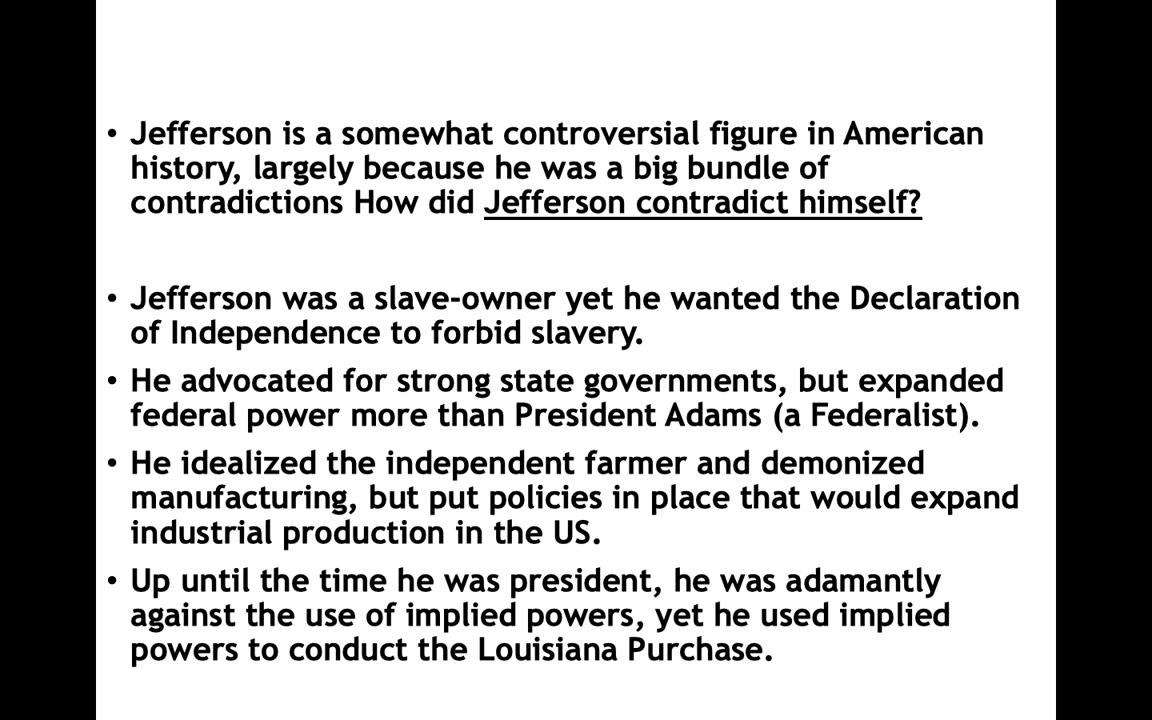 • Jefferson is a somewhat controversial figure in American
history, largely because he was a big bundle of
contradictions How did Jefferson contradict himself?
• Jefferson was a slave-owner yet he wanted the Declaration
of Independence to forbid slavery.
• He advocated for strong state governments, but expanded
federal power more than President Adams (a Federalist).
• He idealized the independent farmer and demonized
manufacturing, but put policies in place that would expand
industrial production in the US.
• Up until the time he was president, he was adamantly
against the use of implied powers, yet he used implied
powers to conduct the Louisiana Purchase.